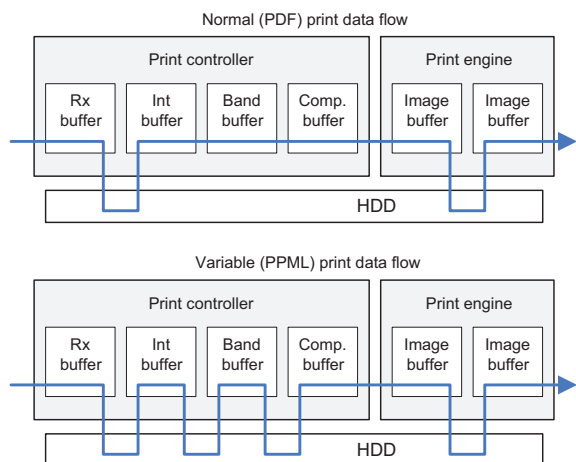 Normal (PDF) print data flow
Print controller
Print engine
Rx
buffer
Int
buffer
Band
buffer
Comp.
buffer
Image
buffer
Image
buffer
HDD
Variable (PPML) print data flow
Print controller
Print engine
Rx
buffer
Int
buffer
Band
buffer
Comp.
buffer
Image
buffer
Image
buffer
HDD